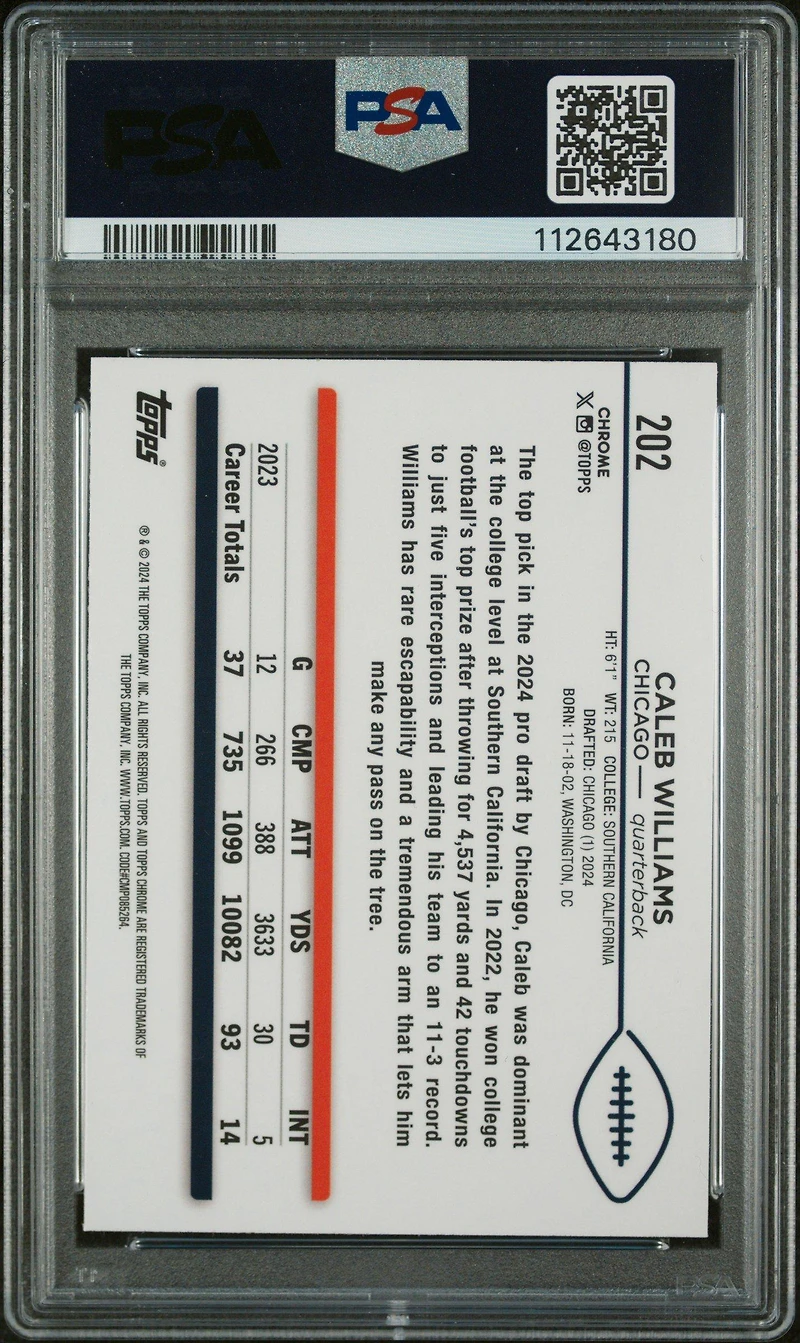 PSA
PSA
112643180
202
CHROME
@TOPPS
CALEB WILLIAMS
CHICAGO— quarterback
HT: 6'1" WT: 215 COLLEGE: SOUTHERN CALIFORNIA
DRAFTED: CHICAGO (1) 2024
BORN: 11-18-02, WASHINGTON, DC
The top pick in the 2024 pro draft by Chicago, Caleb was dominant
at the college level at Southern California. In 2022, he won college
football's top prize after throwing for 4,537 yards and 42 touchdowns
to just five interceptions and leading his team to an 11-3 record.
Williams has rare escapability and a tremendous arm that lets him
make any pass on the tree.
G CMP ATT YDS TD INT
2023 12 266 388 3633 30 5
Career Totals 37 735 1099 10082 93 14
topps®
® & © 2024 THE TOPPS COMPANY, INC. ALL RIGHTS RESERVED. TOPPS AND TOPPS CHROME ARE REGISTERED TRADEMARKS OF
THE TOPPS COMPANY, INC. WWW.TOPPS.COM. CODE#CMP085264.
PSA